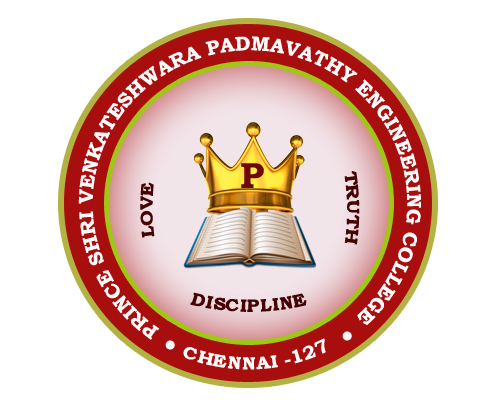 PRINCE SHRI VENKATESHWARA PADMAVATHY ENGINEERING COLLEGE
P
LOVE
TRUTH
DISCIPLINE
• CHENNAI -127 •